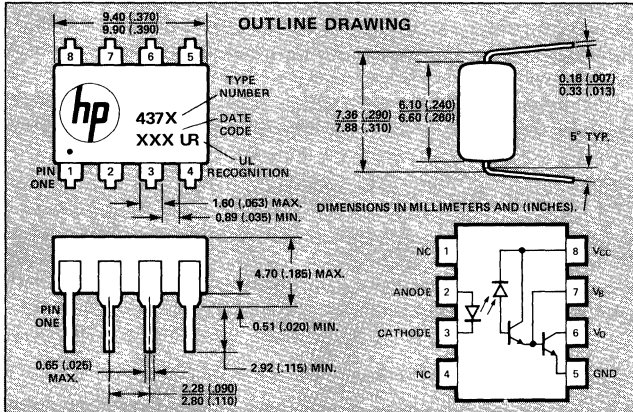 OUTLINE DRAWING
9.40 (.370)
9.90 (.390)
8 7 6 5
hp
437X
XXX UR
TYPE
NUMBER
DATE
CODE
UL
RECOGNITION
PIN
ONE
1 2 3 4
1.60 (.063) MAX.
0.89 (.035) MIN.
7.36 (.290)
7.88 (.310)
6.10 (.240)
6.60 (.260)
0.18 (.007)
0.33 (.013)
5° TYP.
DIMENSIONS IN MILLIMETERS AND (INCHES).
PIN
ONE
4.70 (.185) MAX.
0.51 (.020) MIN.
2.92 (.115) MIN.
0.65 (.025)
MAX.
2.28 (.090)
2.80 (.110)
NC 1 8 VCC
ANODE 2 7 VB
CATHODE 3 6 VO
NC 4 5 GND